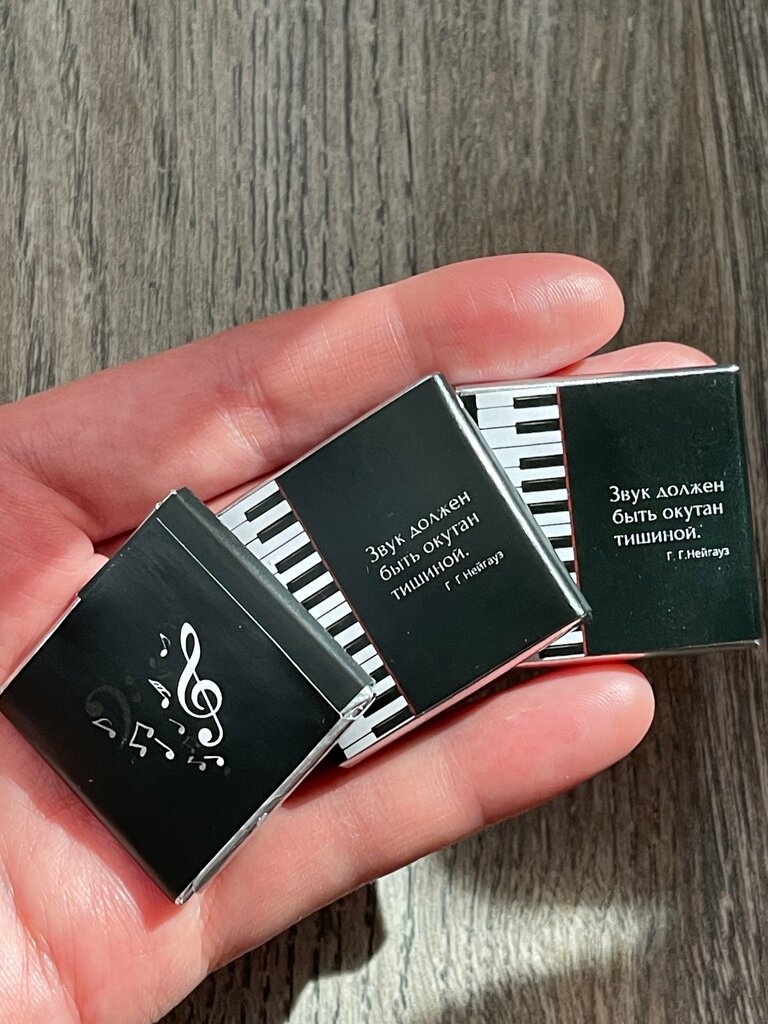 Звук должен
быть окутан
тишиной.
Г. Г Нейгауз
Звук должен
быть окутан
тишиной.
Г. Г.Нейгауз